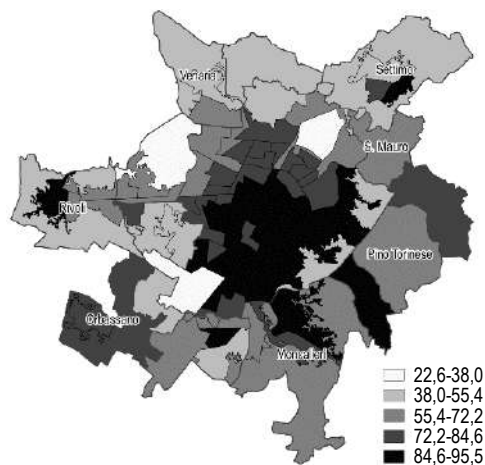 Venaria
Settimo
S. Mauro
Rivoli
Pino Torinese
Orbassano
Moncalieri
22,6-38,0
38,0-55,4
55,4-72,2
72,2-84,6
84,6-95,5